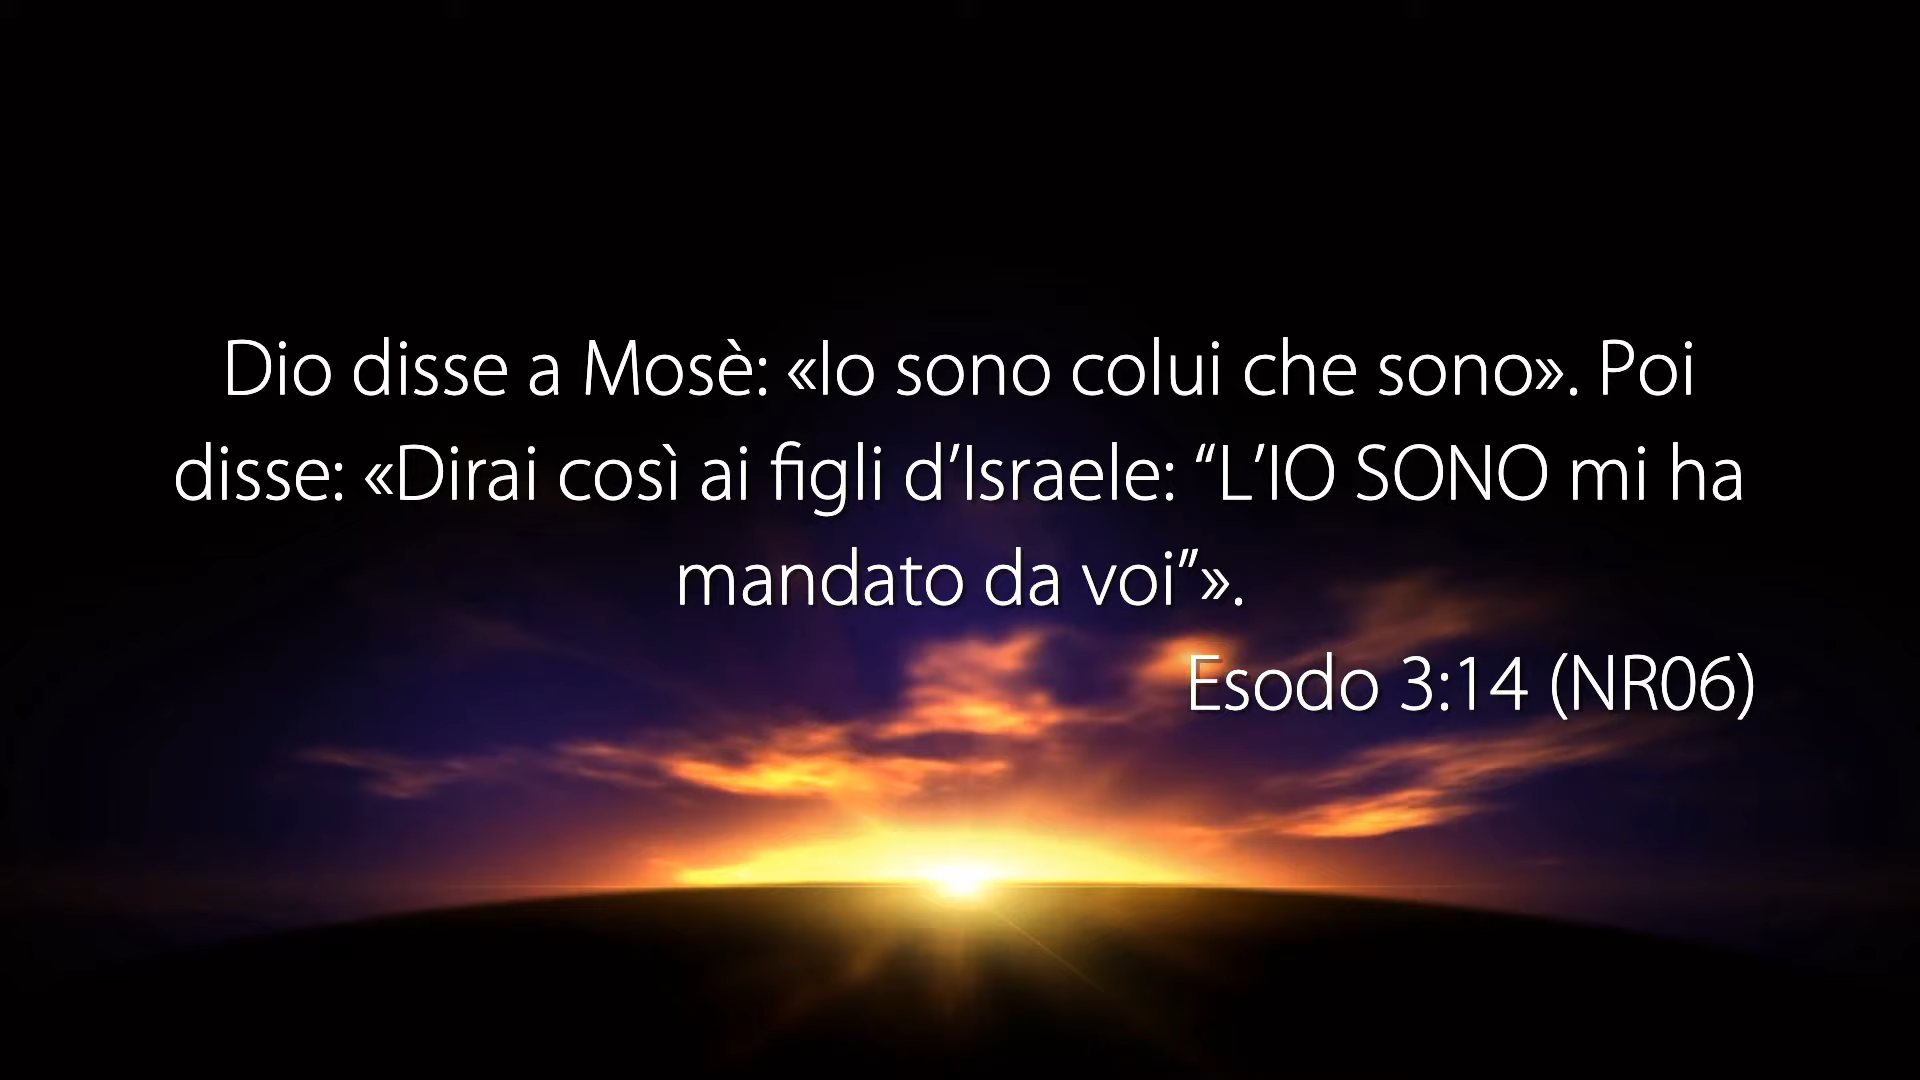 Dio disse a Mosè: «Io sono colui che sono». Poi
disse: «Dirai così ai figli d’Israele: “L’IO SONO mi ha
mandato da voi”».
Esodo 3:14 (NR06)